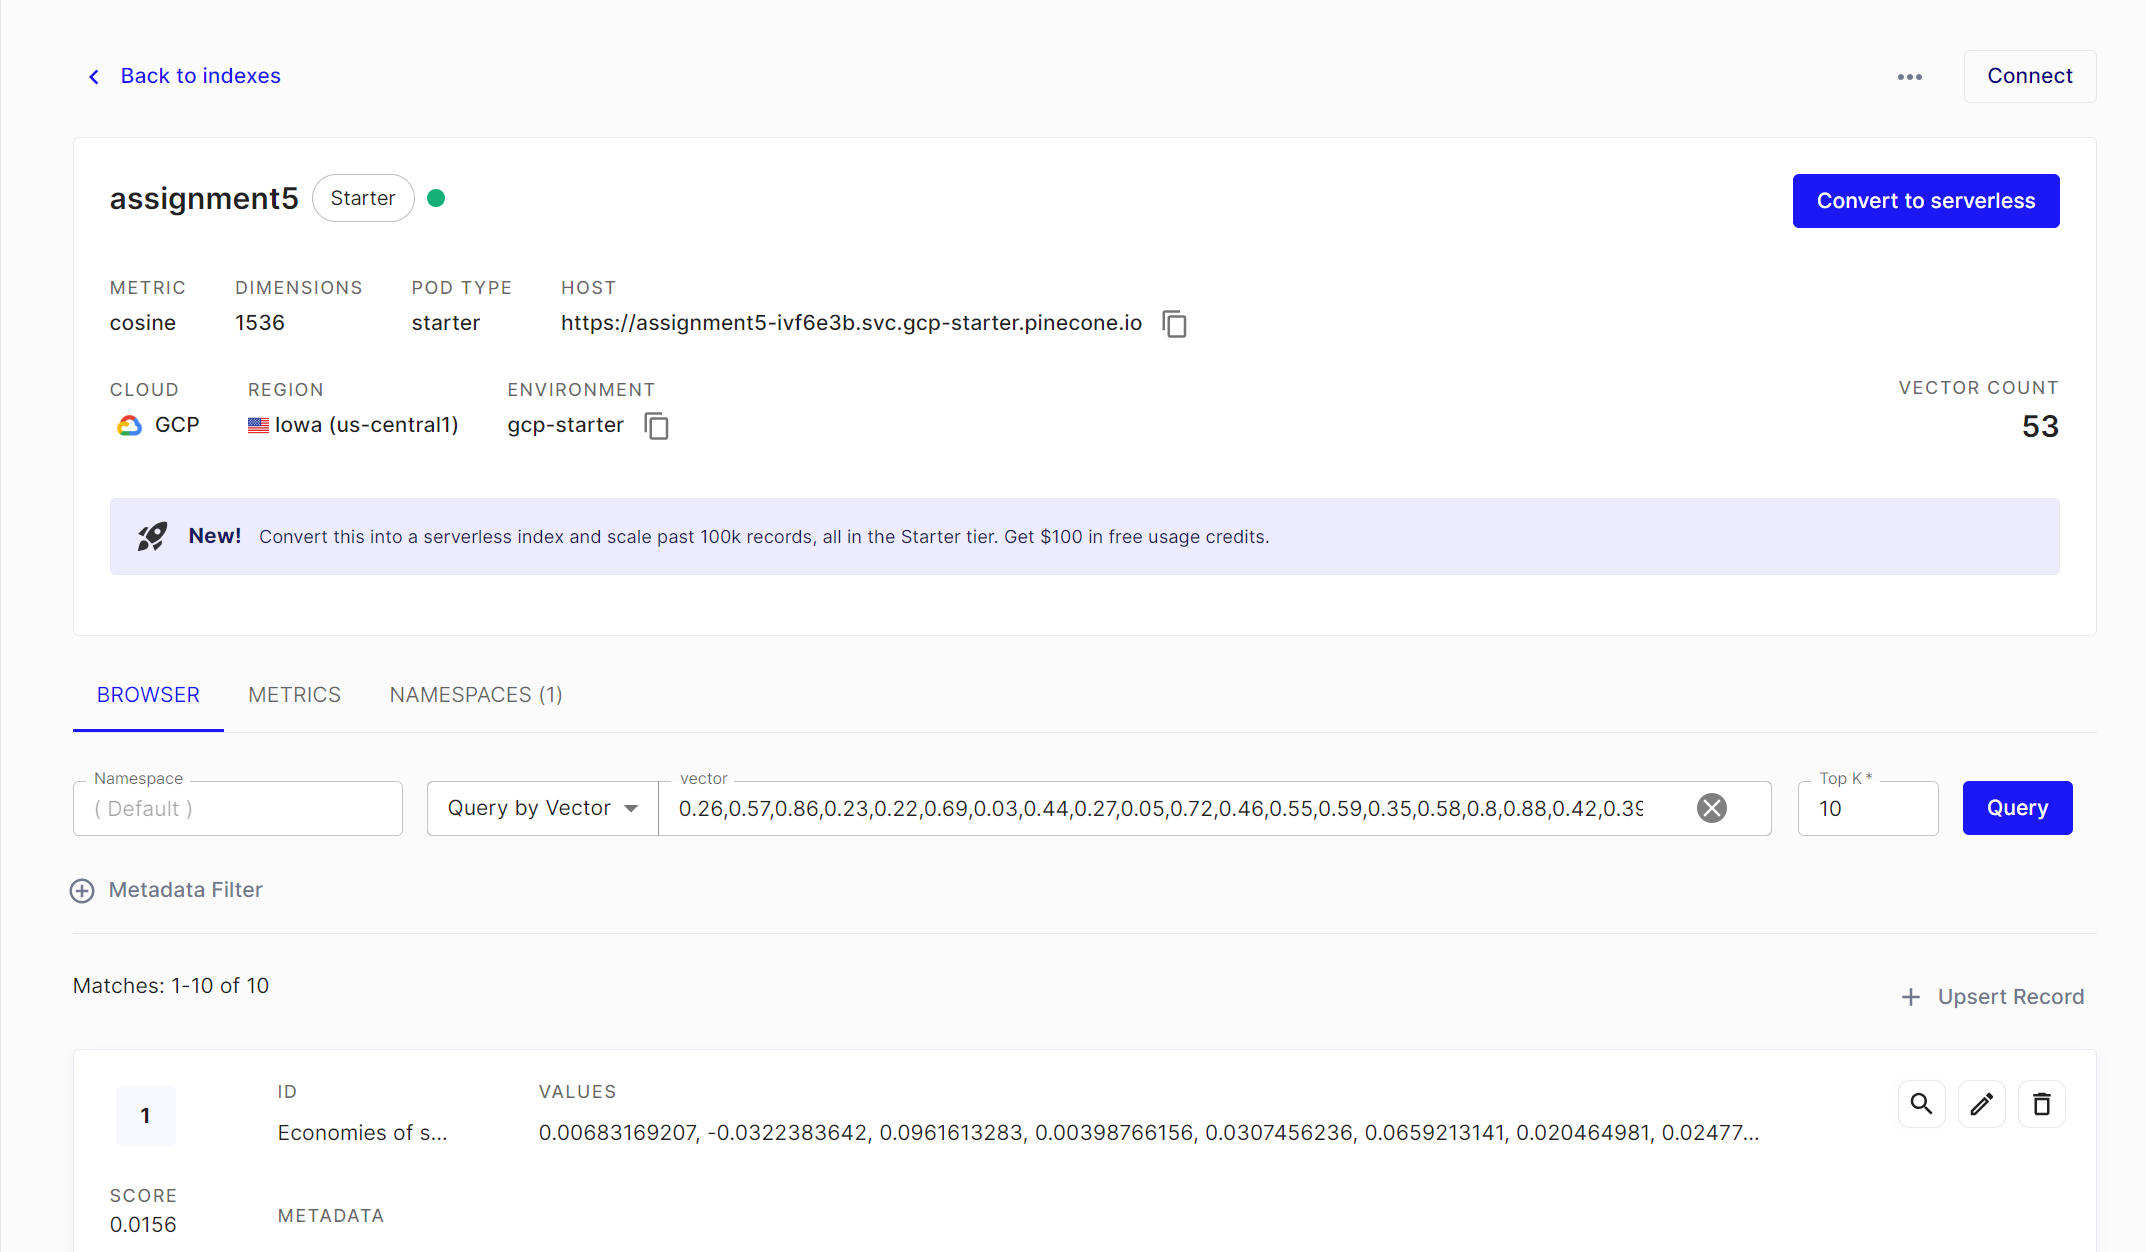 Back to indexes
Connect
assignment5 Starter
Convert to serverless
METRIC DIMENSIONS POD TYPE HOST
cosine 1536 starter https://assignment5-ivf6e3b.svc.gcp-starter.pinecone.io
CLOUD REGION ENVIRONMENT VECTOR COUNT
GCP Iowa (us-central1) gcp-starter 53
New! Convert this into a serverless index and scale past 100k records, all in the Starter tier. Get $100 in free usage credits.
BROWSER METRICS NAMESPACES (1)
Namespace vector Top K *
( Default ) Query by Vector 0.26,0.57,0.86,0.23,0.22,0.69,0.03,0.44,0.27,0.05,0.72,0.46,0.55,0.59,0.35,0.58,0.8,0.88,0.42,0.39 10 Query
Metadata Filter
Matches: 1-10 of 10
Upsert Record
1 ID VALUES
Economies of s... 0.00683169207, -0.0322383642, 0.0961613283, 0.00398766156, 0.0307456236, 0.0659213141, 0.020464981, 0.02477...
SCORE
0.0156
METADATA